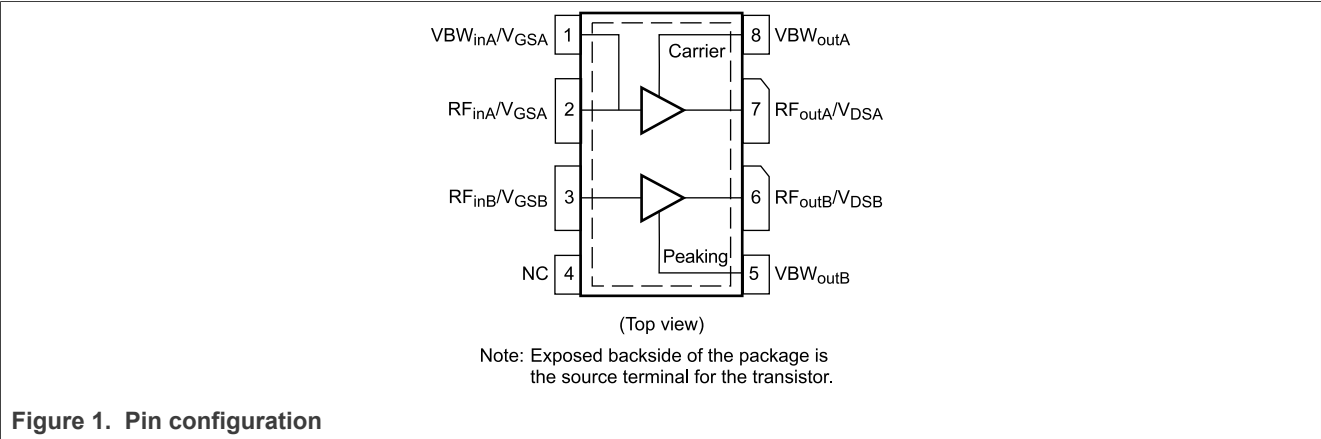 VBWinA/VGSA 1 8 VBWoutA
Carrier
RFinA/VGSA 2 7 RFoutA/VDSA
RFinB/VGSB 3 6 RFoutB/VDSB
Peaking
NC 4 5 VBWoutB
(Top view)
Note: Exposed backside of the package is
the source terminal for the transistor.
Figure 1. Pin configuration